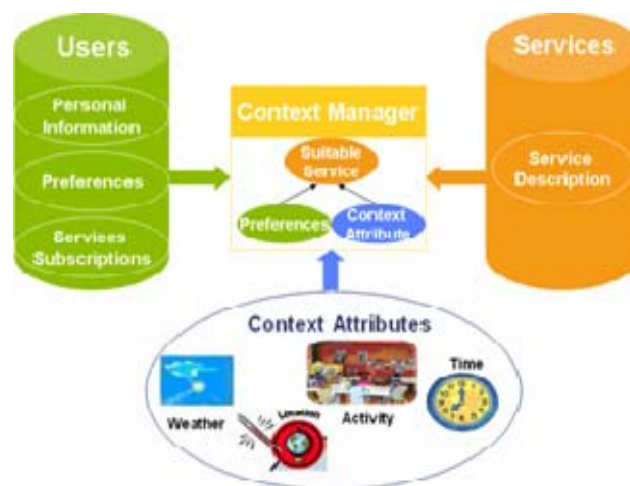 Users
Personal
Information
Preferences
Services
Subscriptions
Context Manager
Suitable
Service
Preferences
Context
Attribute
Services
Service
Description
Context Attributes
Weather
Location
Activity
Time